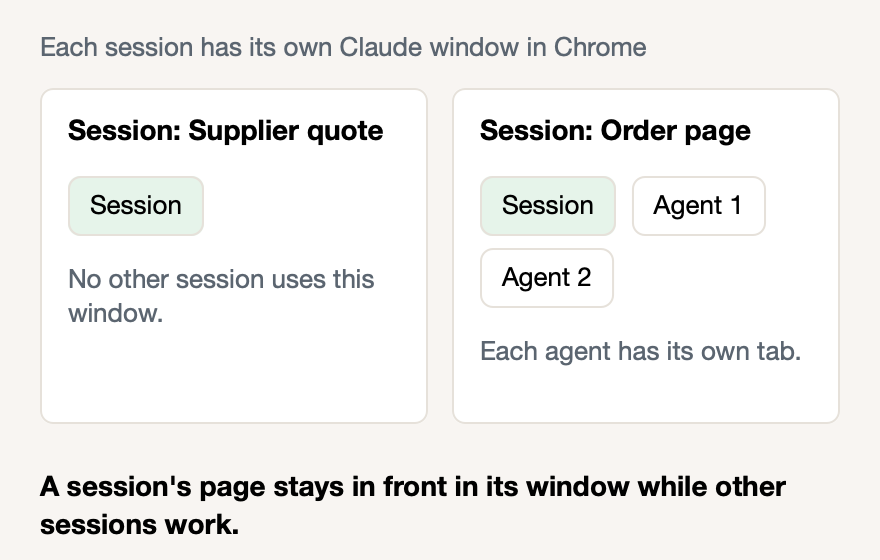 Each session has its own Claude window in Chrome
Session: Supplier quote
Session
No other session uses this
window.
Session: Order page
Session
Agent 1
Agent 2
Each agent has its own tab.
A session's page stays in front in its window while other
sessions work.